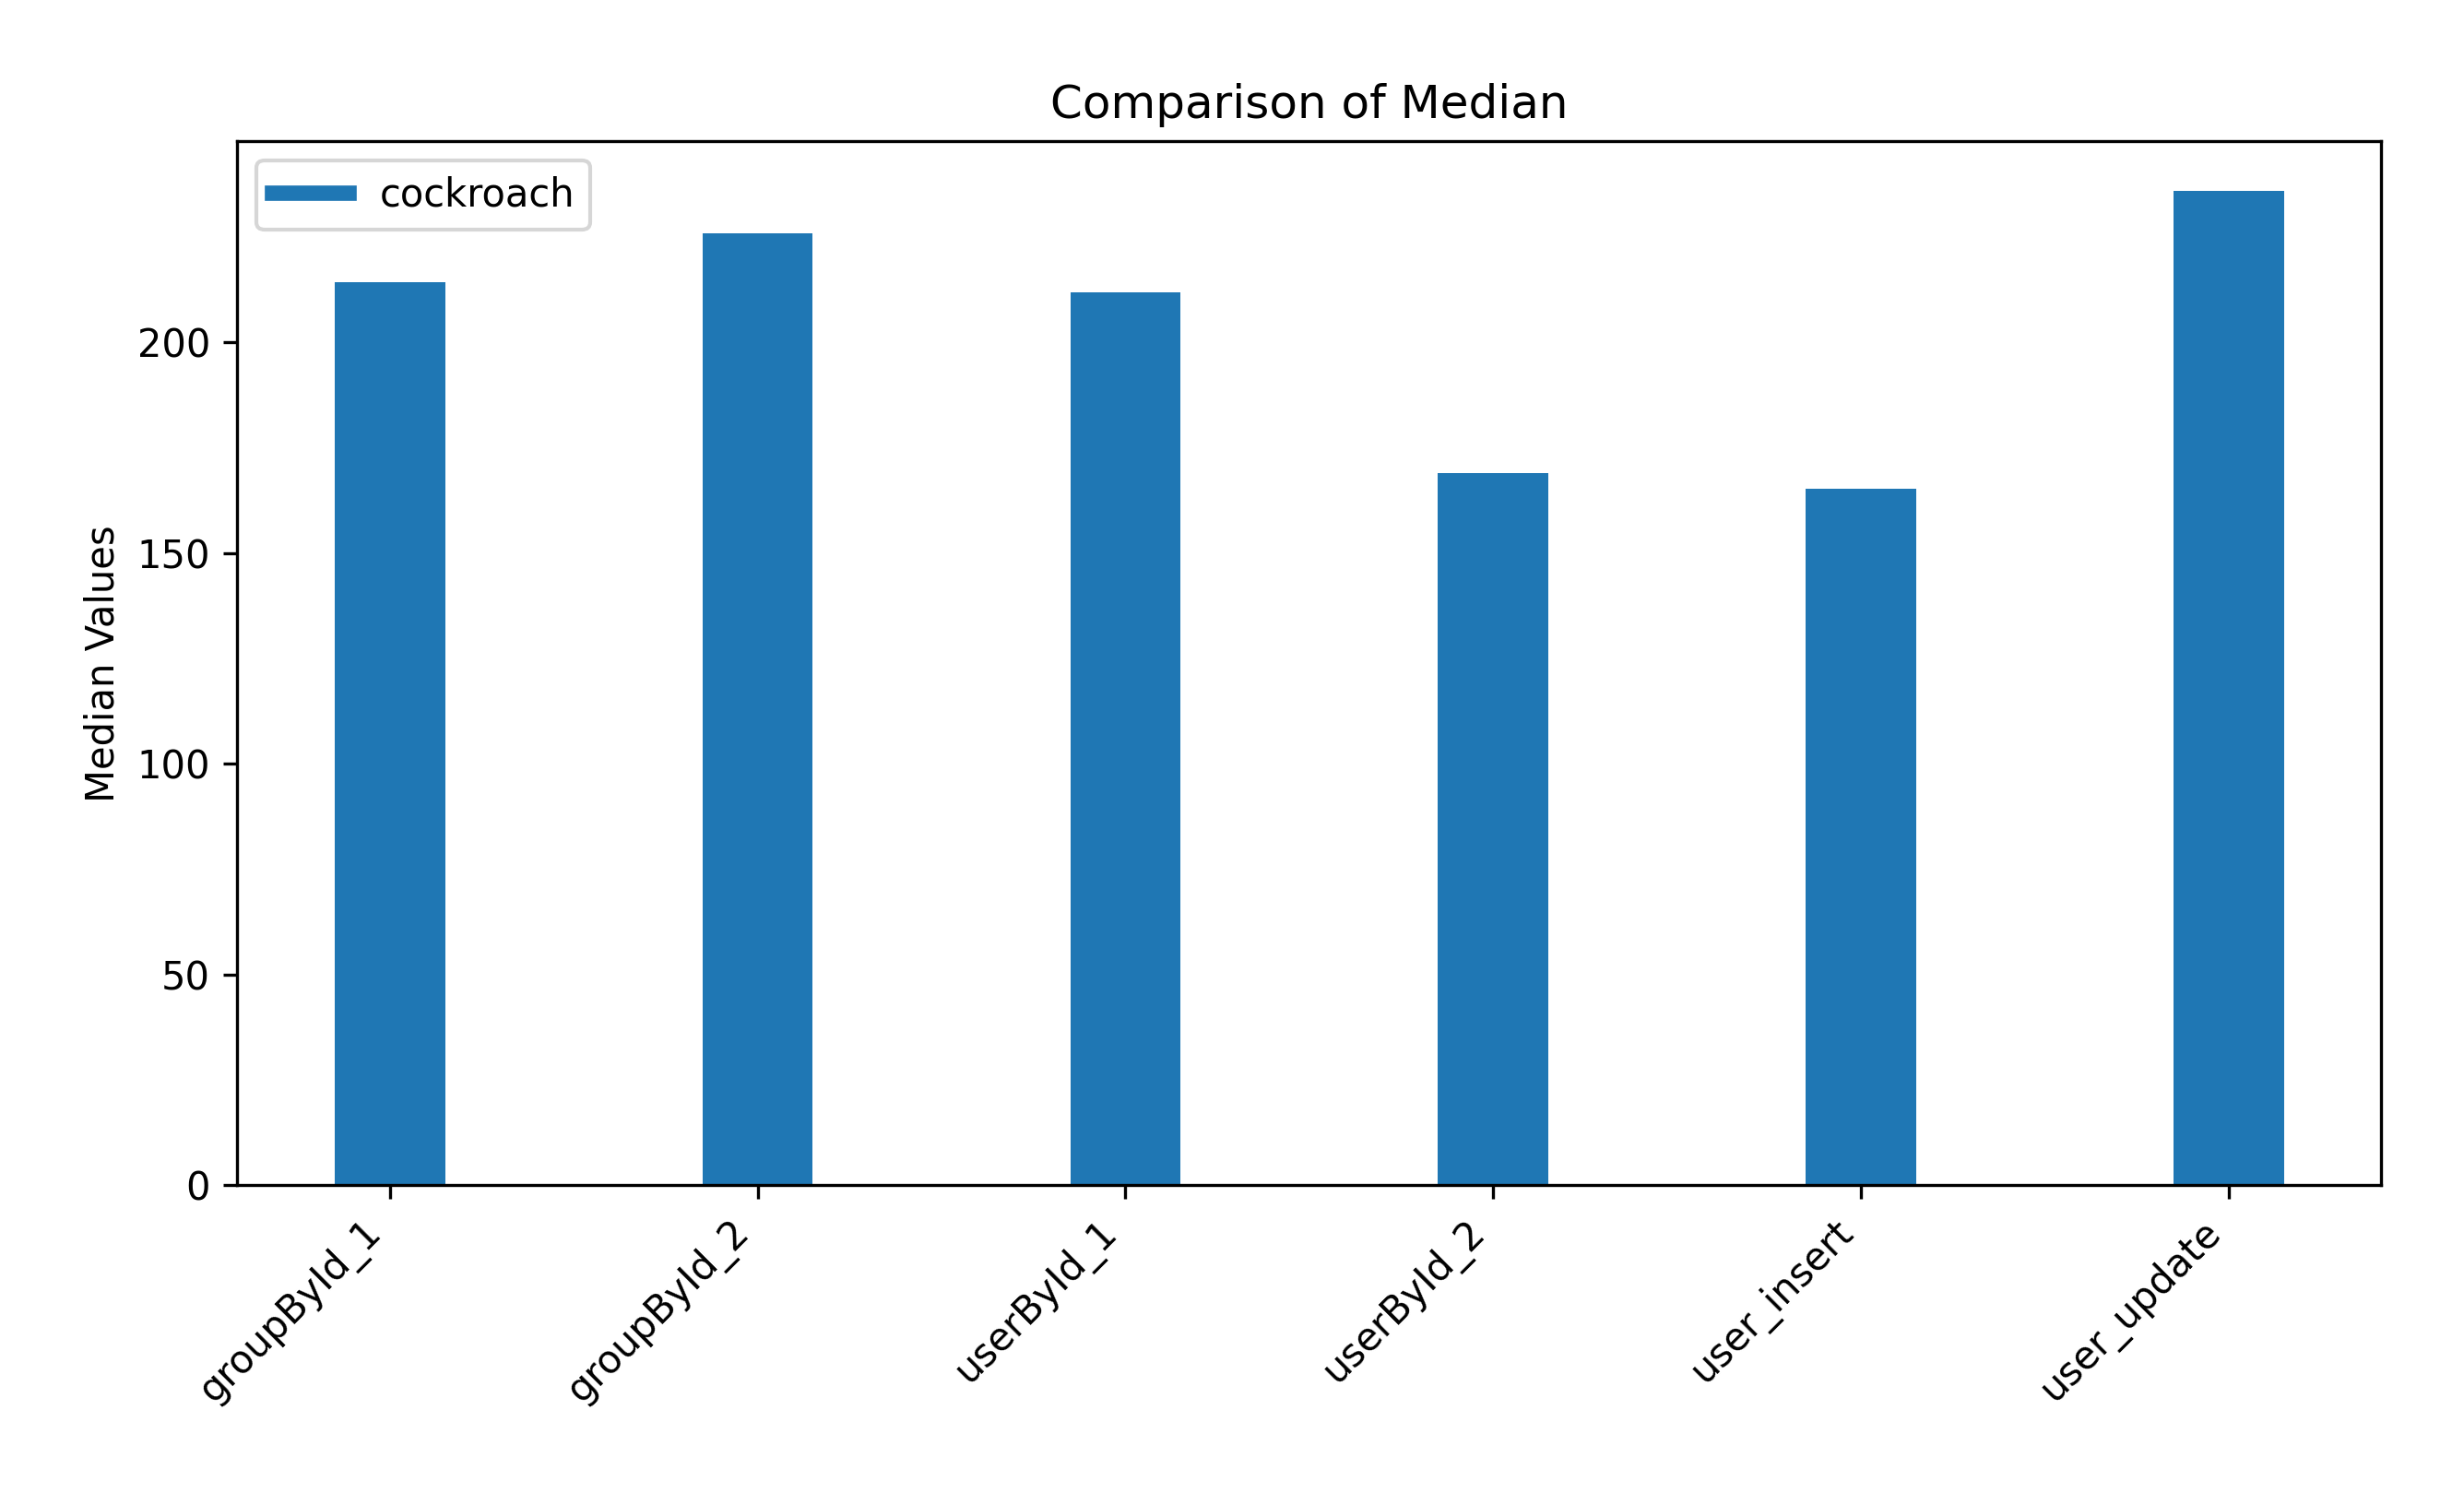 Comparison of Median
cockroach
Median Values
200
150
100
50
0
groupById_1
groupById_2
userById_1
userById_2
user_insert
user_update